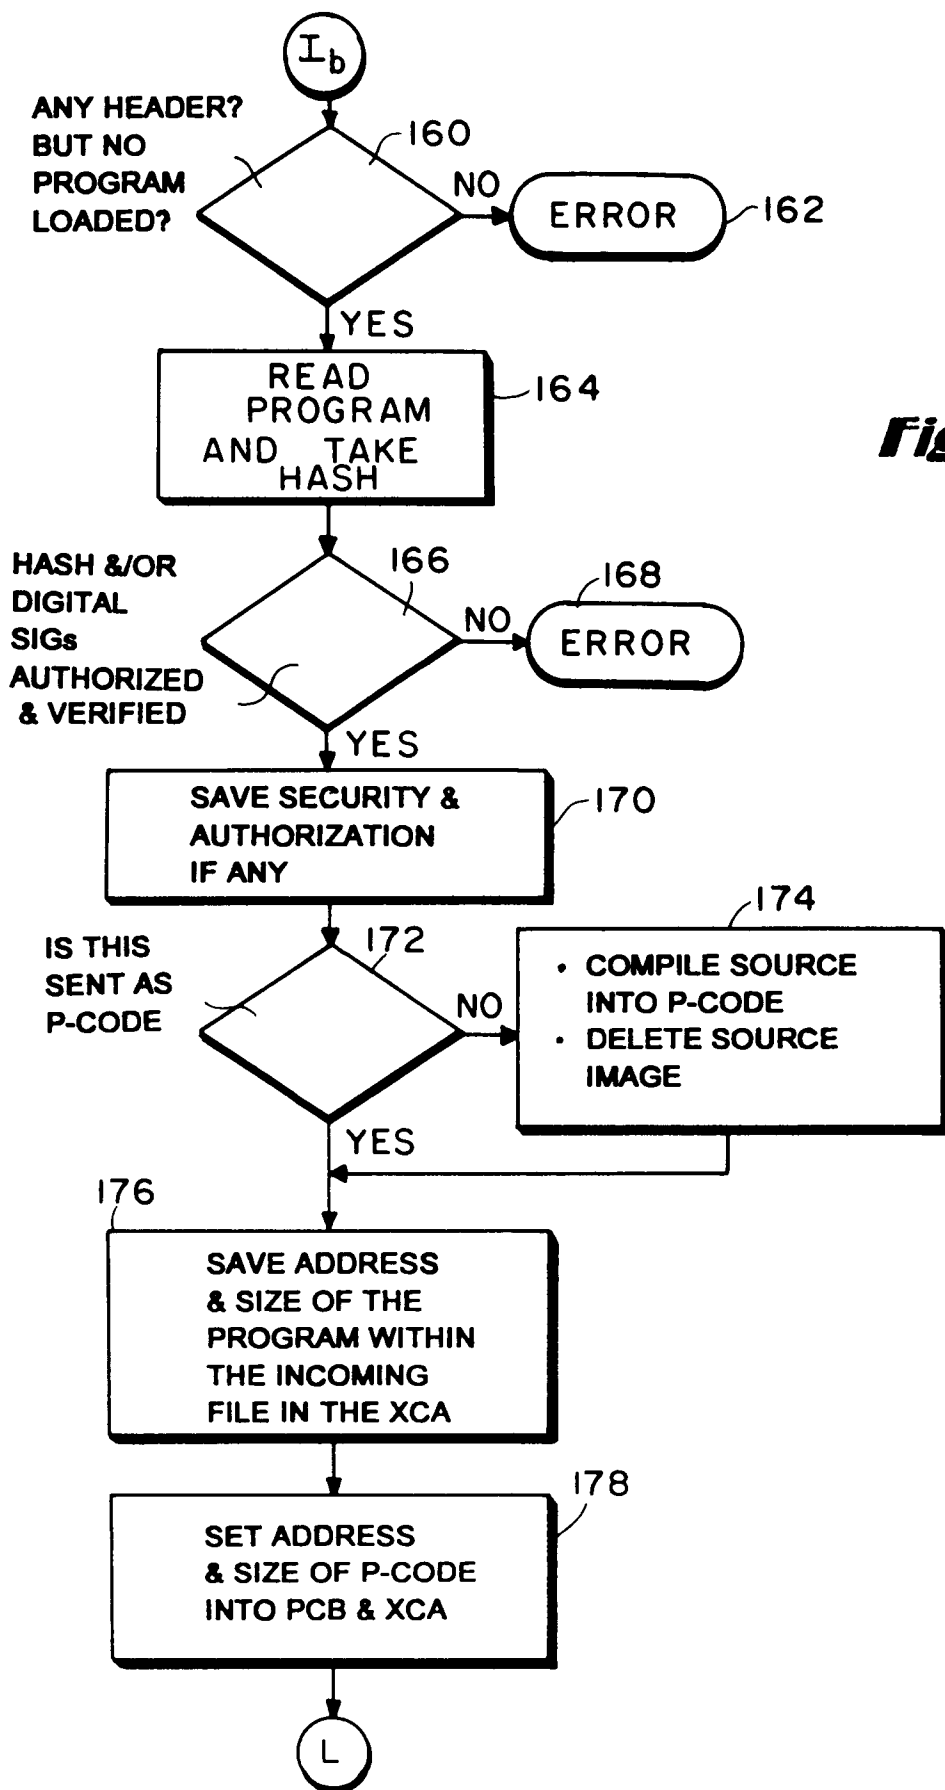 Ib
ANY HEADER?
BUT NO
PROGRAM
LOADED?
160
NO
ERROR
162
YES
READ
PROGRAM
AND TAKE
HASH
164
Fig
HASH &/OR
DIGITAL
SIGs
AUTHORIZED
& VERIFIED
166
NO
168
ERROR
YES
SAVE SECURITY &
AUTHORIZATION
IF ANY
170
IS THIS
SENT AS
P-CODE
172
NO
174
• COMPILE SOURCE
INTO P-CODE
• DELETE SOURCE
IMAGE
YES
176
SAVE ADDRESS
& SIZE OF THE
PROGRAM WITHIN
THE INCOMING
FILE IN THE XCA
178
SET ADDRESS
& SIZE OF P-CODE
INTO PCB & XCA
L